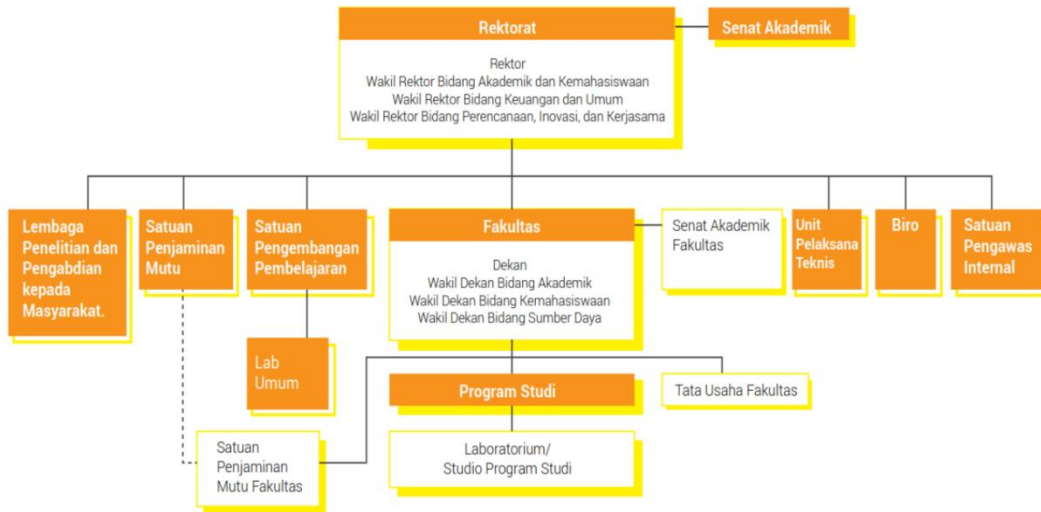 Rektorat
Senat Akademik
Rektor
Wakil Rektor Bidang Akademik dan Kemahasiswaan
Wakil Rektor Bidang Keuangan dan Umum
Wakil Rektor Bidang Perencanaan, Inovasi, dan Kerjasama
Lembaga
Penelitian dan
Pengabdian
kepada
Masyarakat.
Satuan
Penjaminan
Mutu
Satuan
Pengembangan
Pembelajaran
Fakultas
Dekan
Wakil Dekan Bidang Akademik
Wakil Dekan Bidang Kemahasiswaan
Wakil Dekan Bidang Sumber Daya
Senat Akademik
Fakultas
Unit
Pelaksana
Teknis
Biro
Satuan
Pengawas
Internal
Lab
Umum
Program Studi
Tata Usaha Fakultas
Satuan
Penjaminan
Mutu Fakultas
Laboratorium/
Studio Program Studi